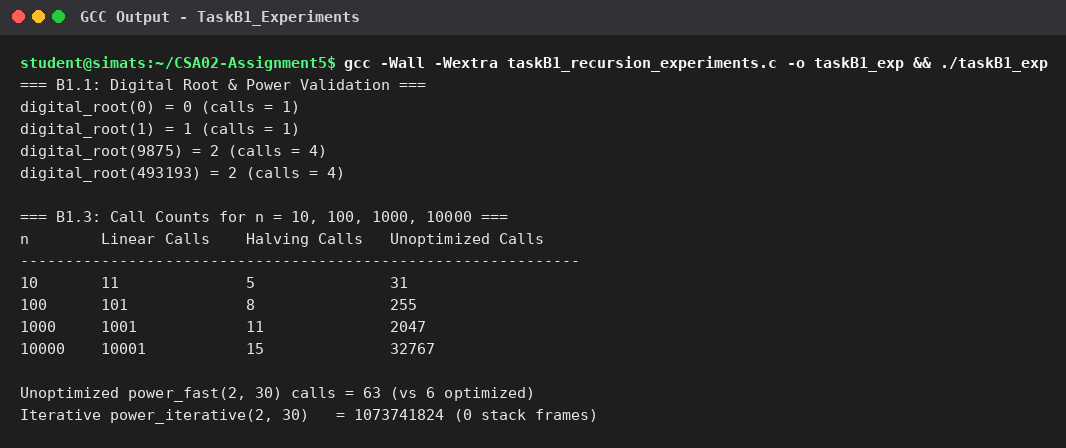 GCC Output - TaskB1_Experiments
student@simats:~/CSA02-Assignment5$ gcc -Wall -Wextra taskB1_recursion_experiments.c -o taskB1_exp && ./taskB1_exp
=== B1.1: Digital Root & Power Validation ===
digital_root(0) = 0 (calls = 1)
digital_root(1) = 1 (calls = 1)
digital_root(9875) = 2 (calls = 4)
digital_root(493193) = 2 (calls = 4)
=== B1.3: Call Counts for n = 10, 100, 1000, 10000 ===
n        Linear Calls    Halving Calls   Unoptimized Calls
--------------------------------------------------------------
10       11              5               31
100      101             8               255
1000     1001            11              2047
10000    10001           15              32767
Unoptimized power_fast(2, 30) calls = 63 (vs 6 optimized)
Iterative power_iterative(2, 30)   = 1073741824 (0 stack frames)